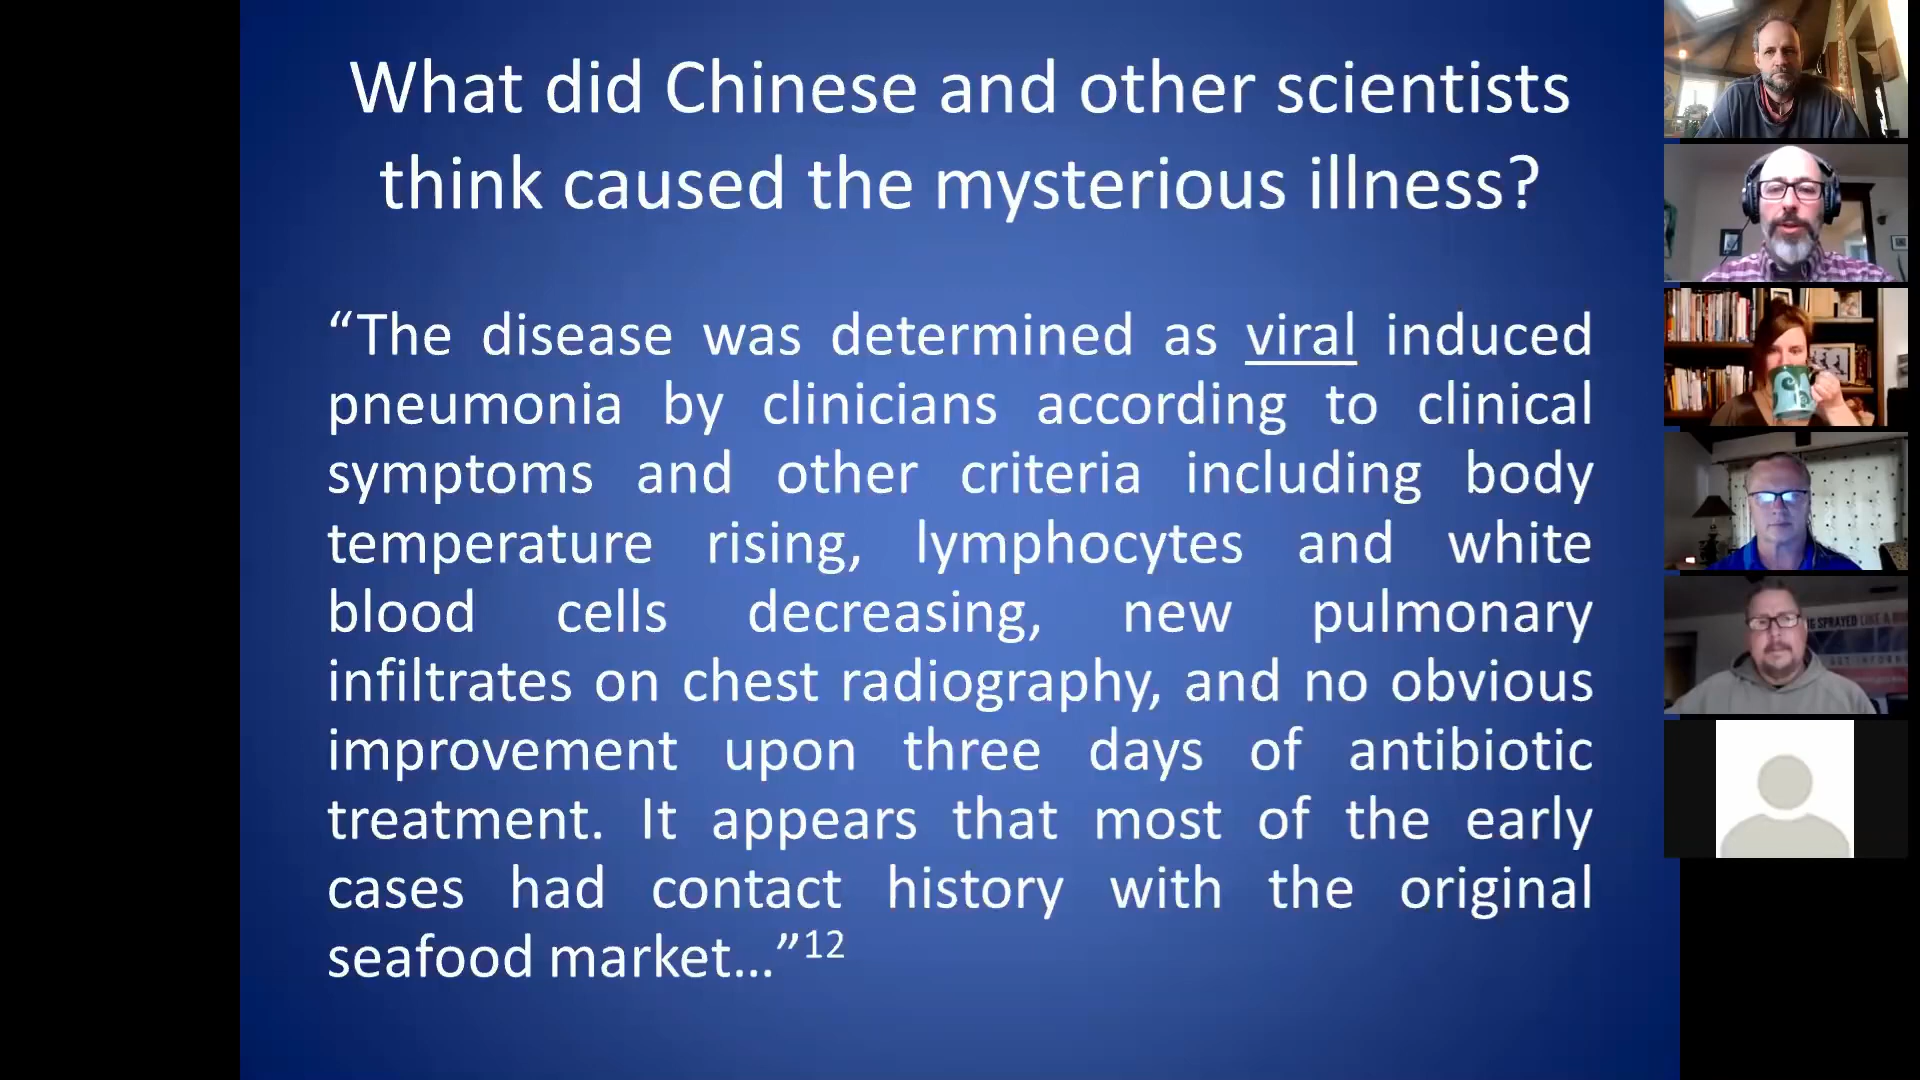 What did Chinese and other scientists
think caused the mysterious illness?
“The disease was determined as viral induced
pneumonia by clinicians according to clinical
symptoms and other criteria including body
temperature rising, lymphocytes and white
blood cells decreasing, new pulmonary
infiltrates on chest radiography, and no obvious
improvement upon three days of antibiotic
treatment. It appears that most of the early
cases had contact history with the original
seafood market…”12
SPRAYED LIKE A